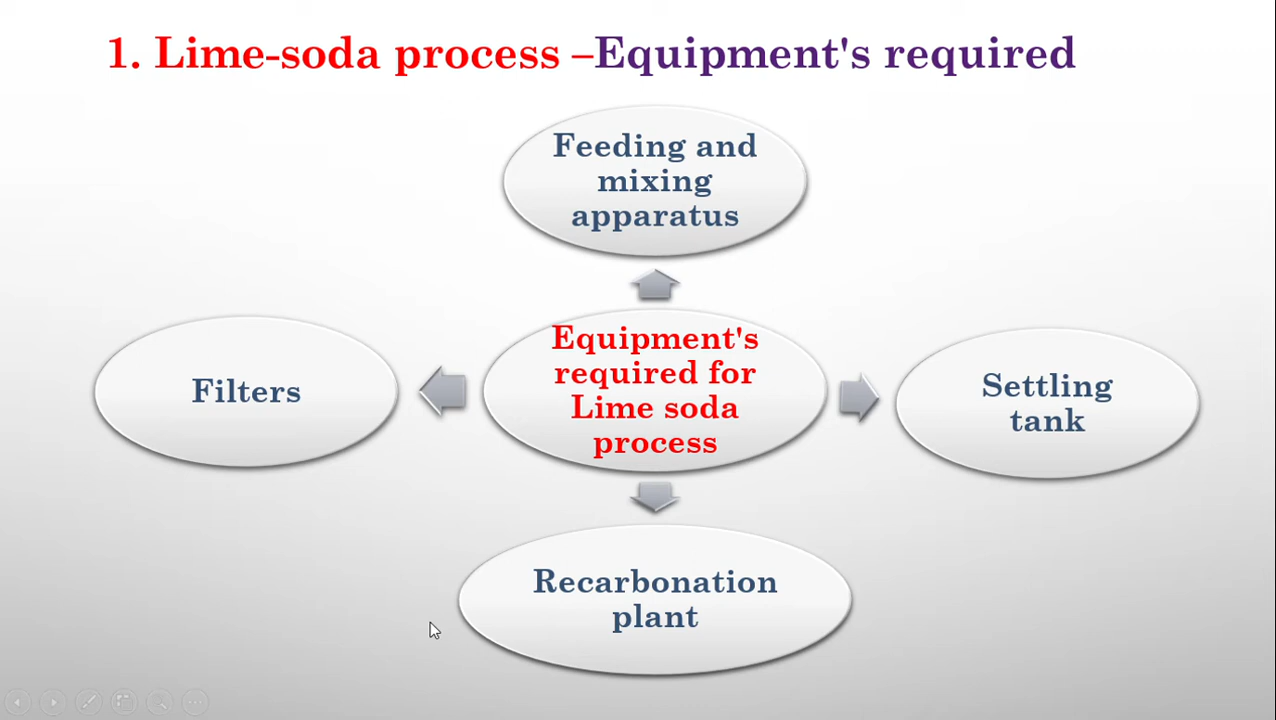 1. Lime-soda process –Equipment's required
Feeding and
mixing
apparatus
Equipment's
required for
Lime soda
process
Filters
Settling
tank
Recarbonation
plant